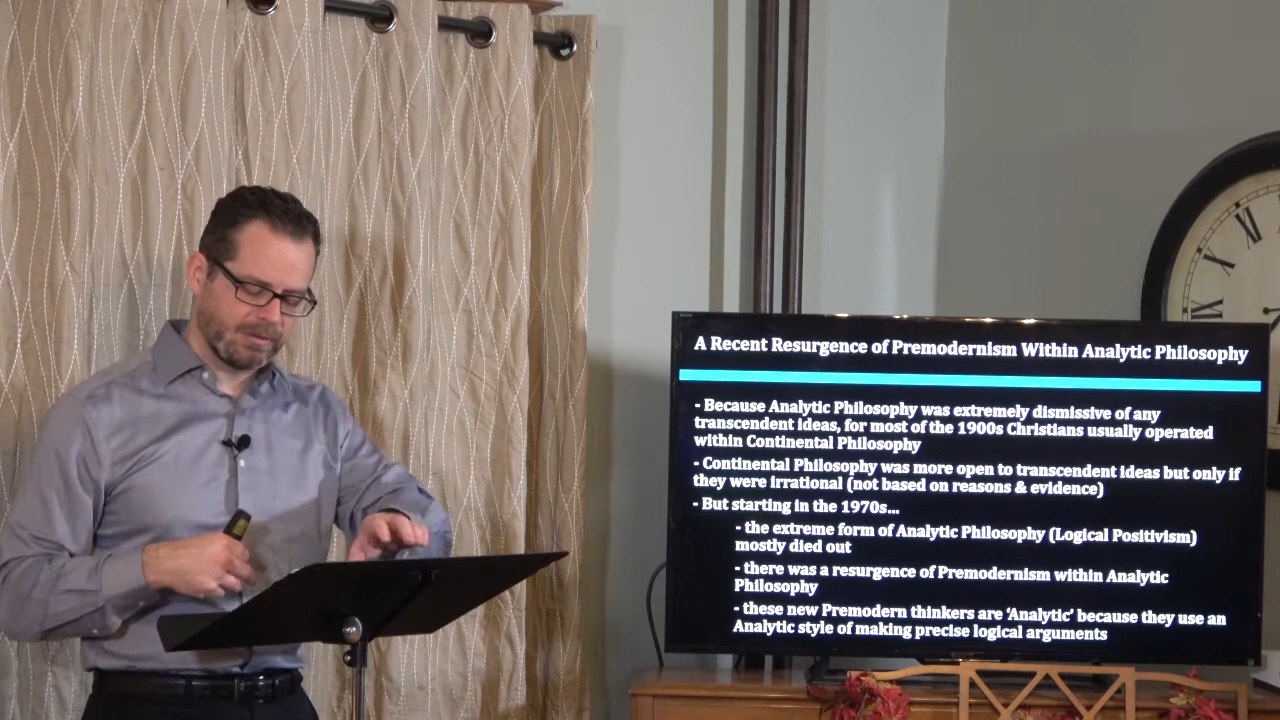 A Recent Resurgence of Premodernism Within Analytic Philosophy
- Because Analytic Philosophy was extremely dismissive of any
transcendent ideas, for most of the 1900s Christians usually operated
within Continental Philosophy
- Continental Philosophy was more open to transcendent ideas but only if
they were irrational (not based on reasons & evidence)
- But starting in the 1970s...
- the extreme form of Analytic Philosophy (Logical Positivism)
mostly died out
- there was a resurgence of Premodernism within Analytic
Philosophy
- these new Premodern thinkers are ‘Analytic’ because they use an
Analytic style of making precise logical arguments